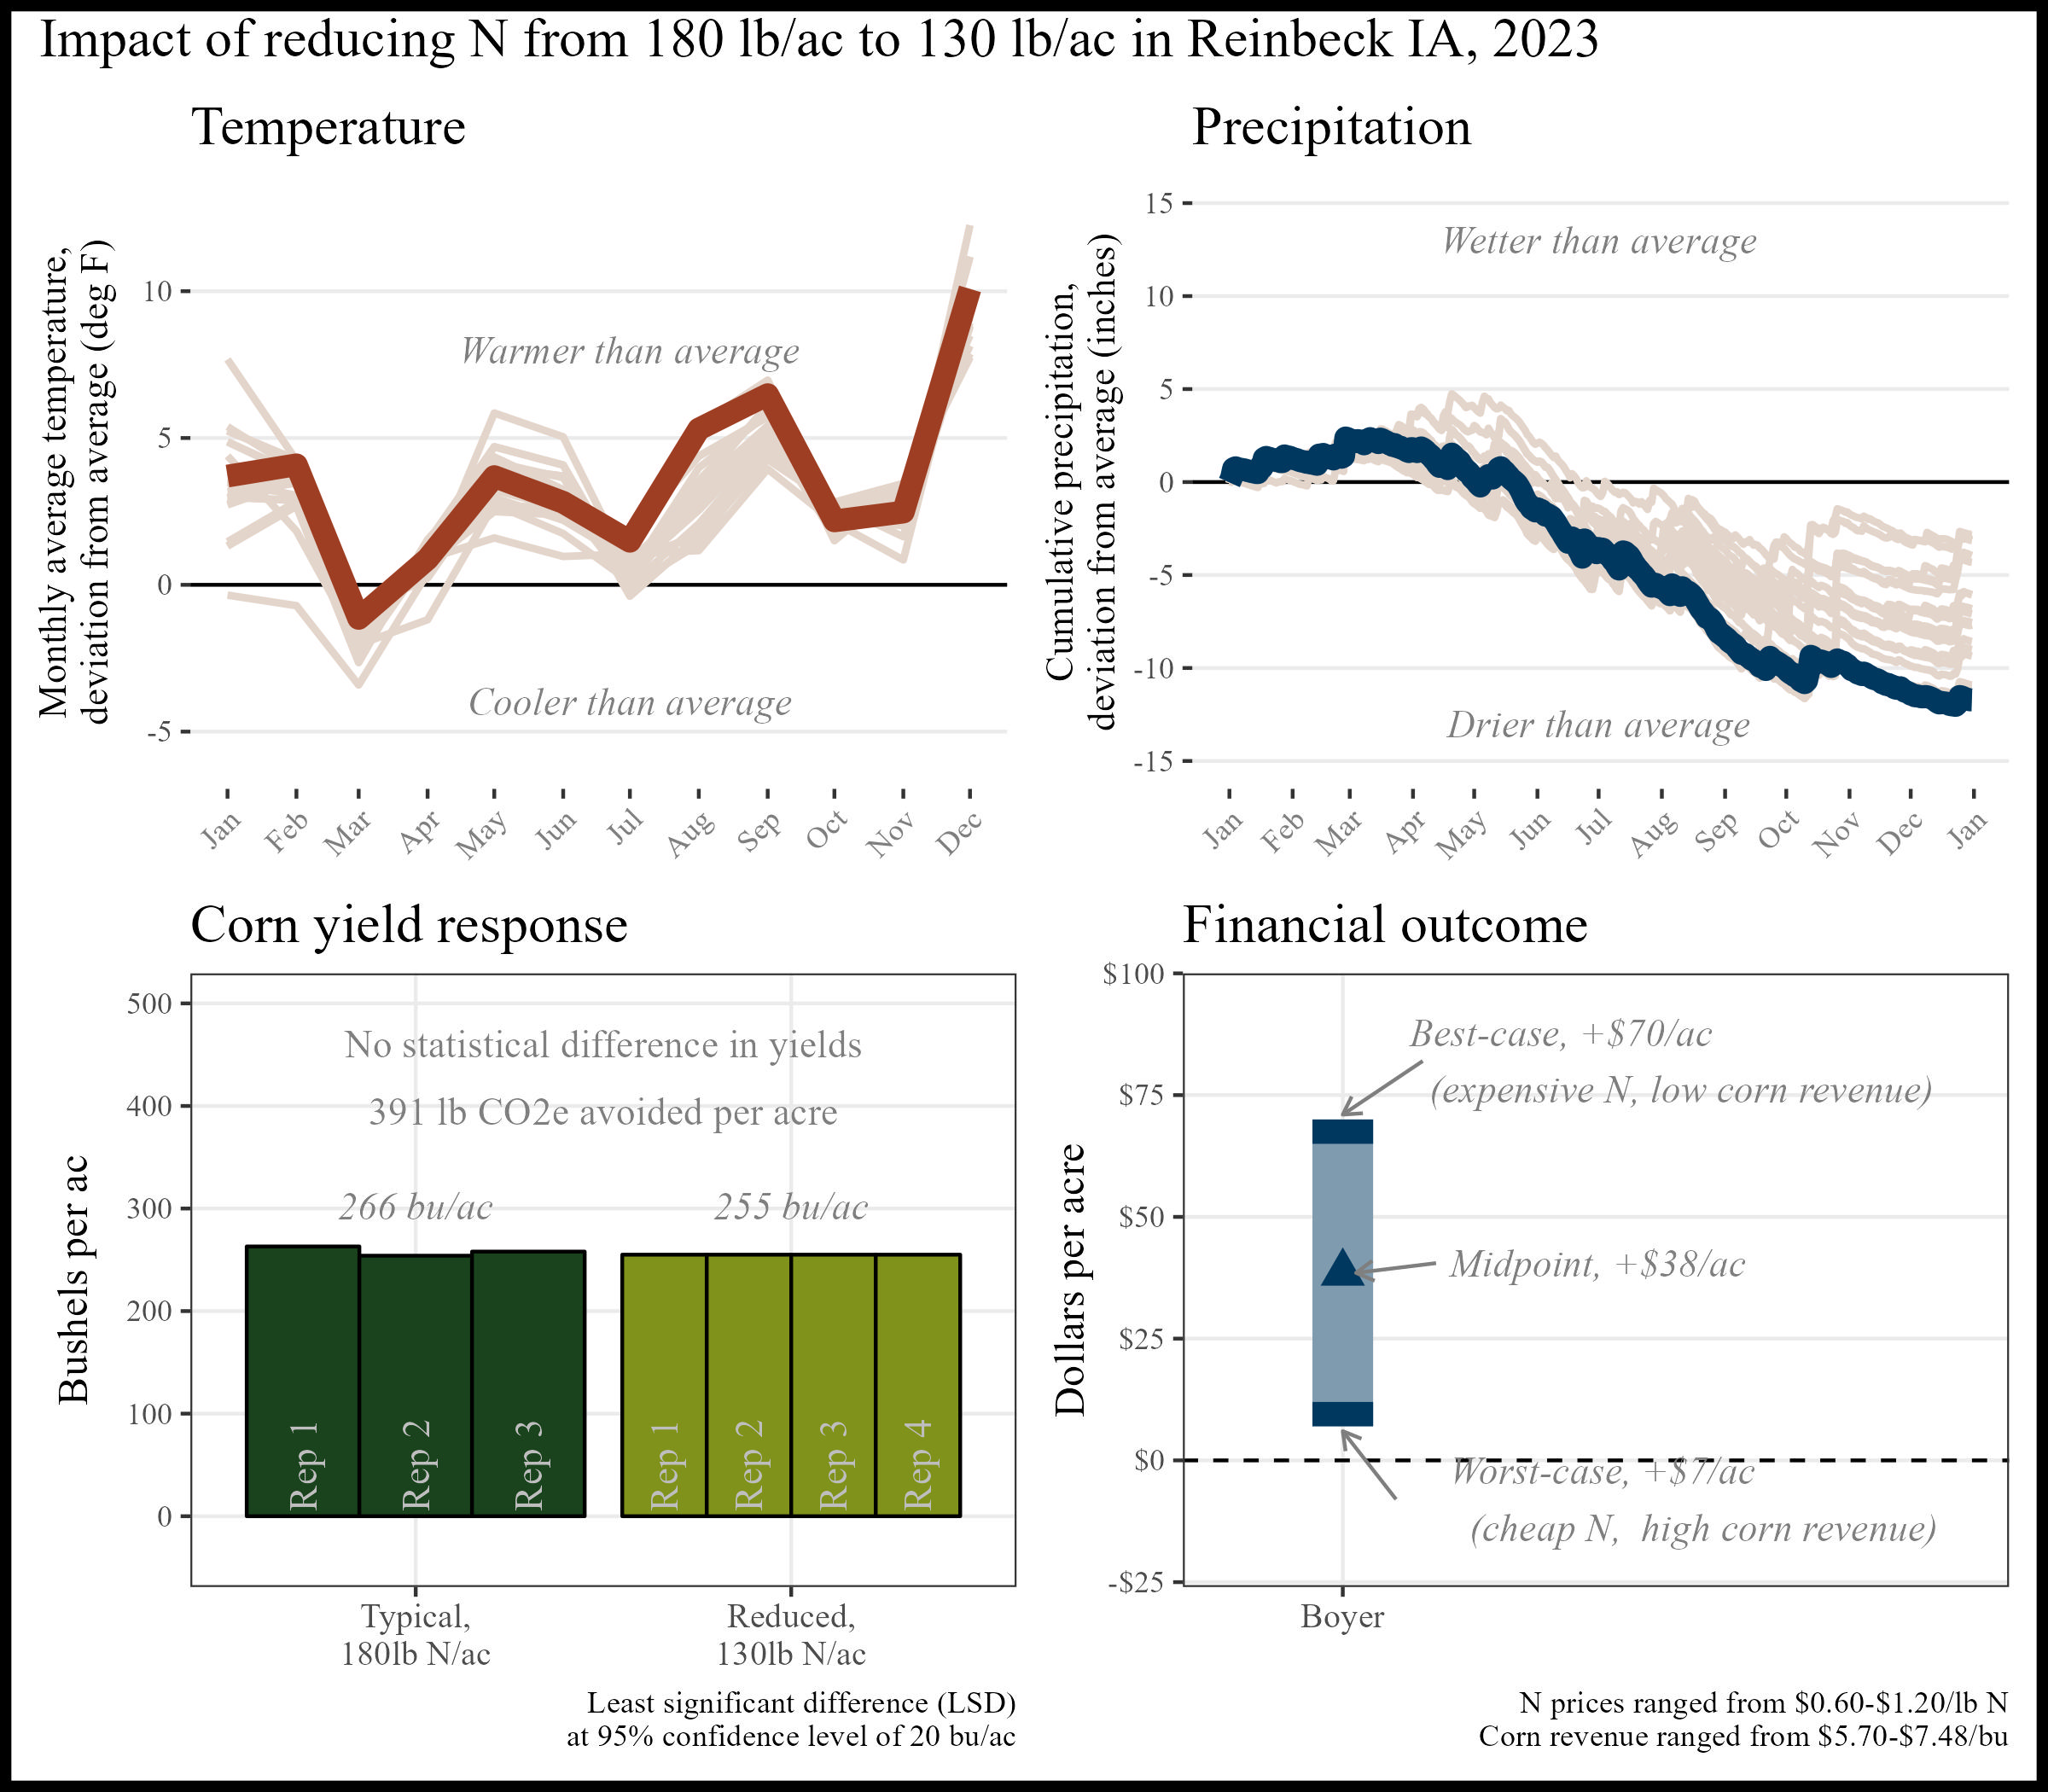 Impact of reducing N from 180 lb/ac to 130 lb/ac in Reinbeck IA, 2023
Temperature
Monthly average temperature,
deviation from average (deg F)
10
5
0
-5
Warmer than average
Cooler than average
Jan
Feb
Mar
Apr
May
Jun
Jul
Aug
Sep
Oct
Nov
Dec
Precipitation
Cumulative precipitation,
deviation from average (inches)
15
10
5
0
-5
-10
-15
Wetter than average
Drier than average
Jan
Feb
Mar
Apr
May
Jun
Jul
Aug
Sep
Oct
Nov
Dec
Jan
Corn yield response
Bushels per ac
500
400
300
200
100
0
No statistical difference in yields
391 lb CO2e avoided per acre
266 bu/ac
255 bu/ac
Rep 1
Rep 2
Rep 3
Rep 1
Rep 2
Rep 3
Rep 4
Typical,
180lb N/ac
Reduced,
130lb N/ac
Least significant difference (LSD)
at 95% confidence level of 20 bu/ac
Financial outcome
Dollars per acre
$100
$75
$50
$25
$0
-$25
Best-case, +$70/ac
(expensive N, low corn revenue)
Midpoint, +$38/ac
Worst-case, +$7/ac
(cheap N,  high corn revenue)
Boyer
N prices ranged from $0.60-$1.20/lb N
Corn revenue ranged from $5.70-$7.48/bu